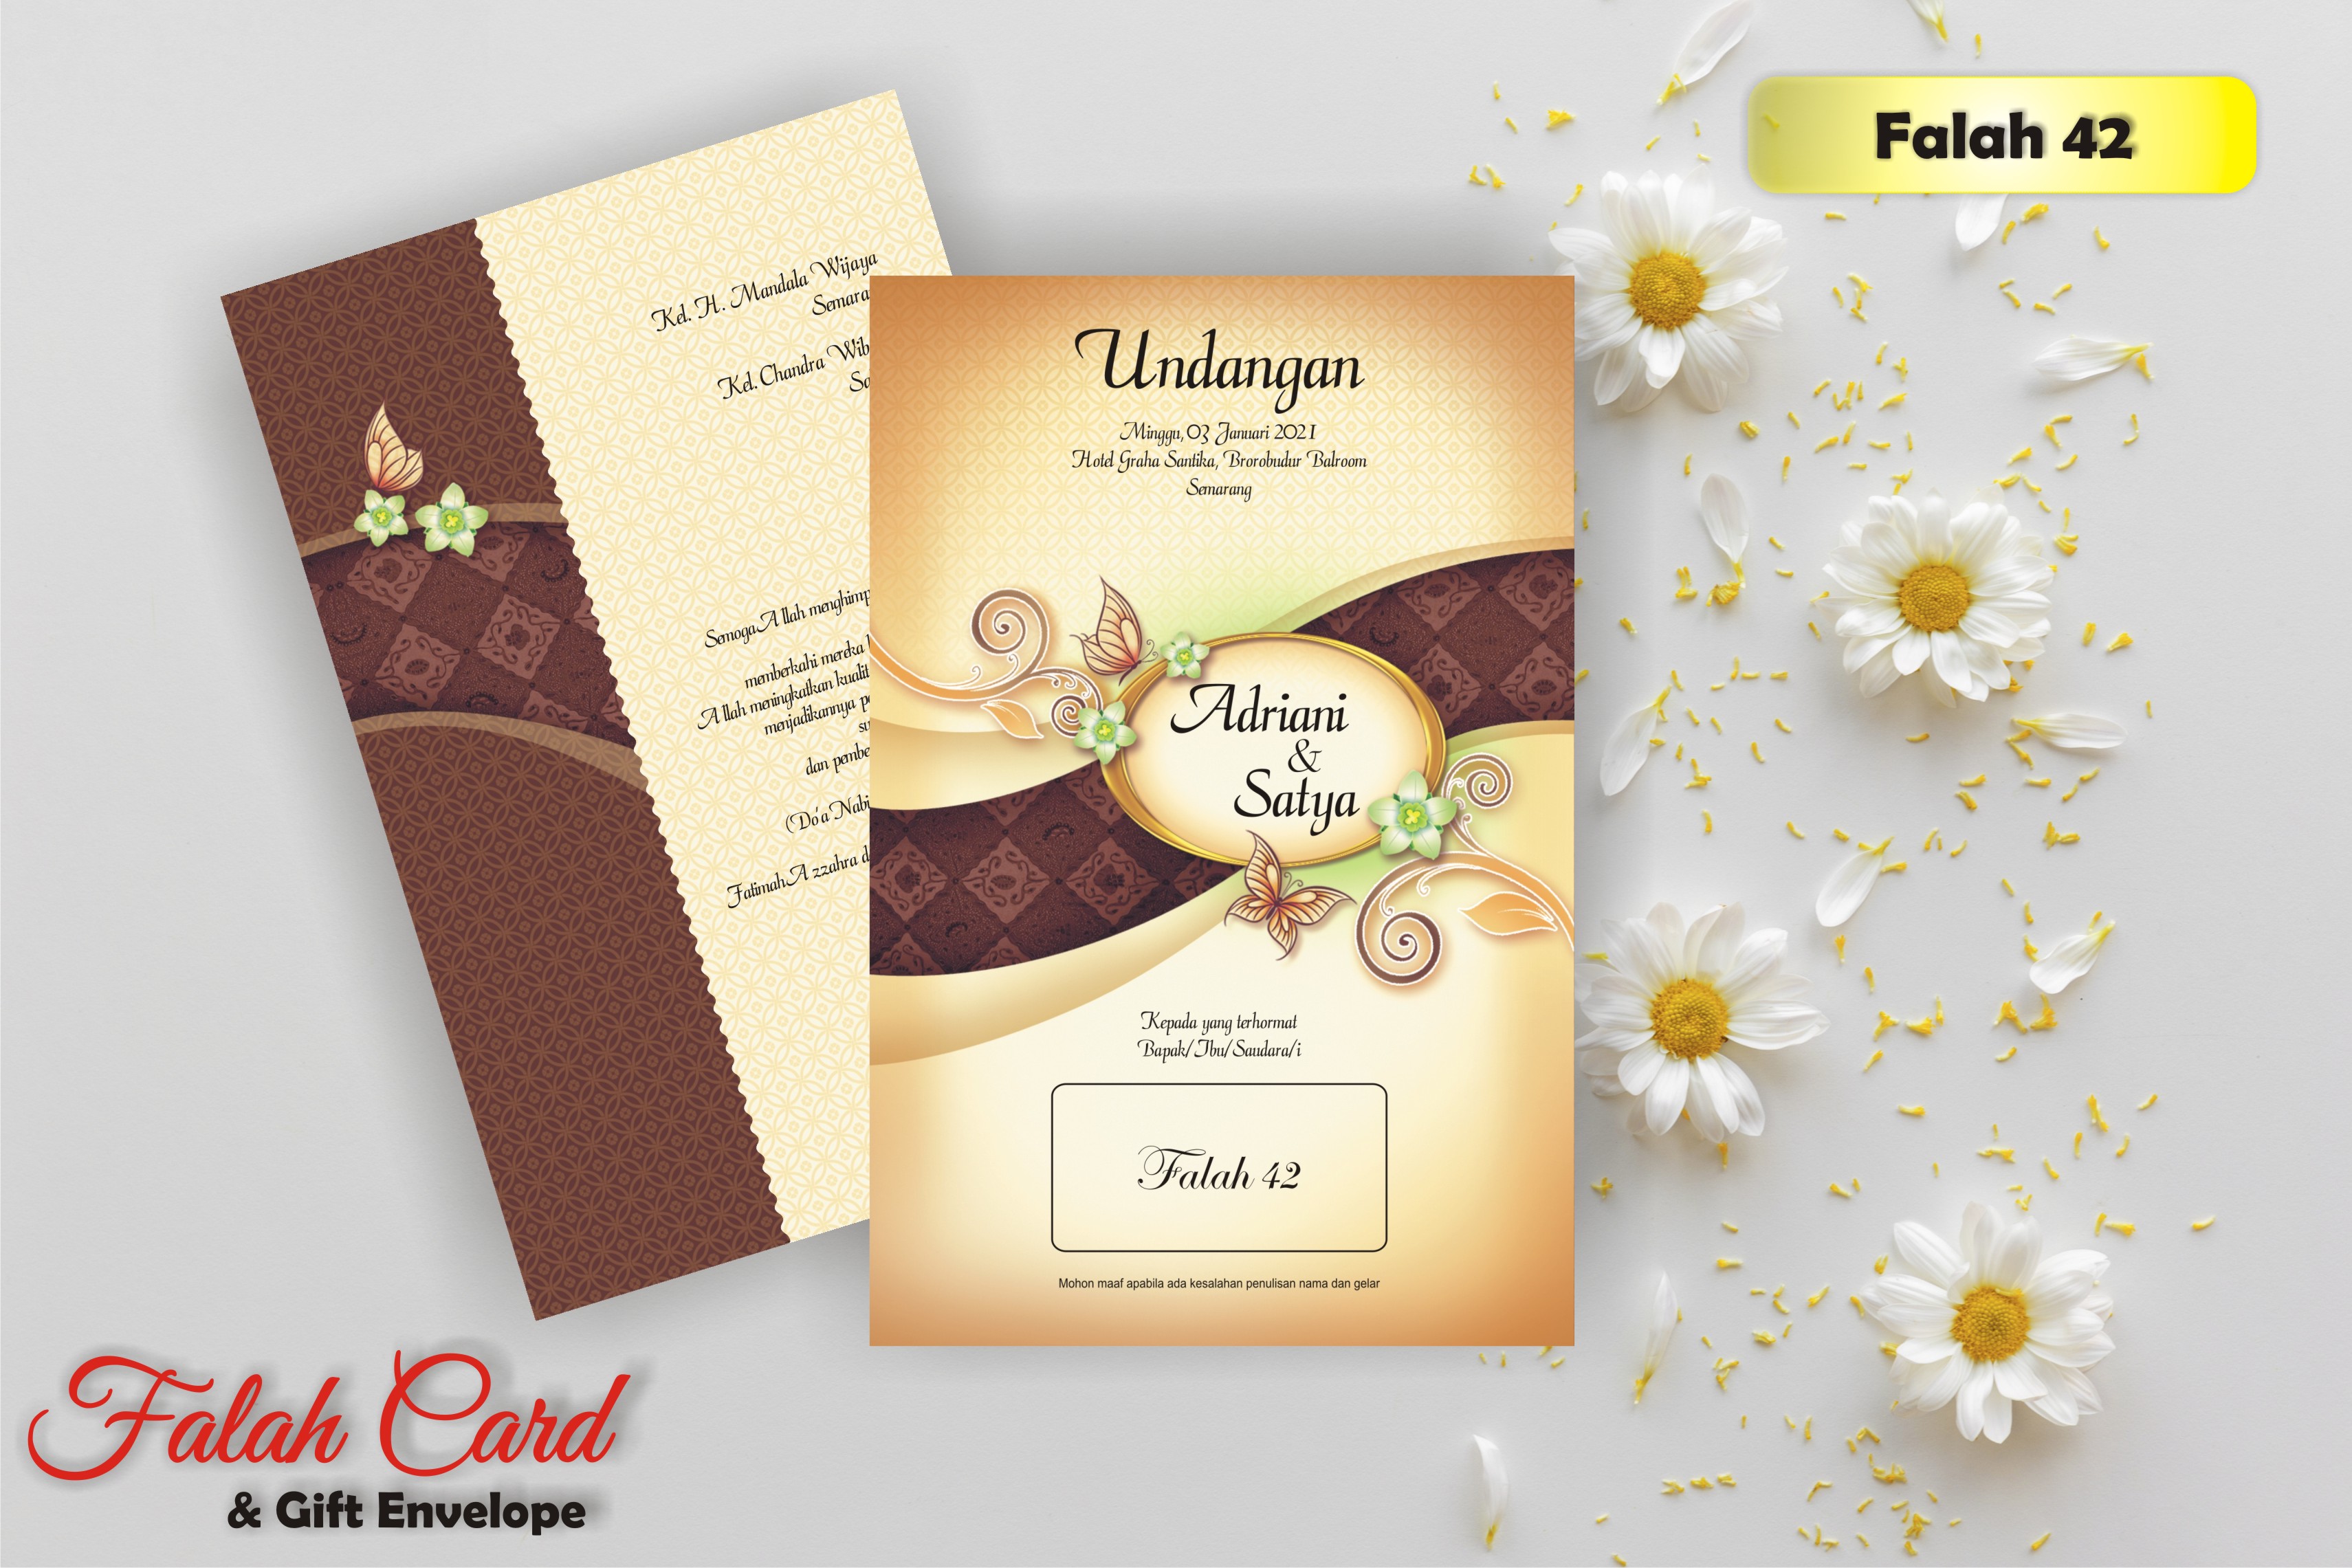 Falah 42
Kel. H. Mandala Wijaya
Kel. Chandra
Semoga Allah
memberkahi mereka
Allah meningkatkan
menjadikannya
dan
(Do'a Nabi
Fatimah Azzahra
Undangan
Minggu, 03 Januari 2021
Hotel Graha Santika, Brorobudur Balroom
Semarang
Adriani
&
Satya
Kepada yang terhormat
Bapak/Ibu/Saudara/i
Falah 42
Mohon maaf apabila ada kesalahan penulisan nama dan gelar
Falah Card
& Gift Envelope